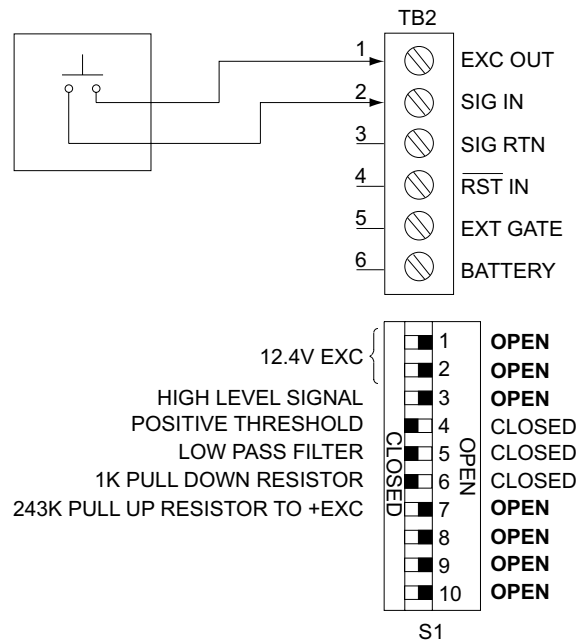 TB2
1 EXC OUT
2 SIG IN
3 SIG RTN
4 RST IN
5 EXT GATE
6 BATTERY
12.4V EXC
HIGH LEVEL SIGNAL
POSITIVE THRESHOLD
LOW PASS FILTER
1K PULL DOWN RESISTOR
243K PULL UP RESISTOR TO +EXC
CLOSED
OPEN
1 OPEN
2 OPEN
3 OPEN
4 CLOSED
5 CLOSED
6 CLOSED
7 OPEN
8 OPEN
9 OPEN
10 OPEN
S1